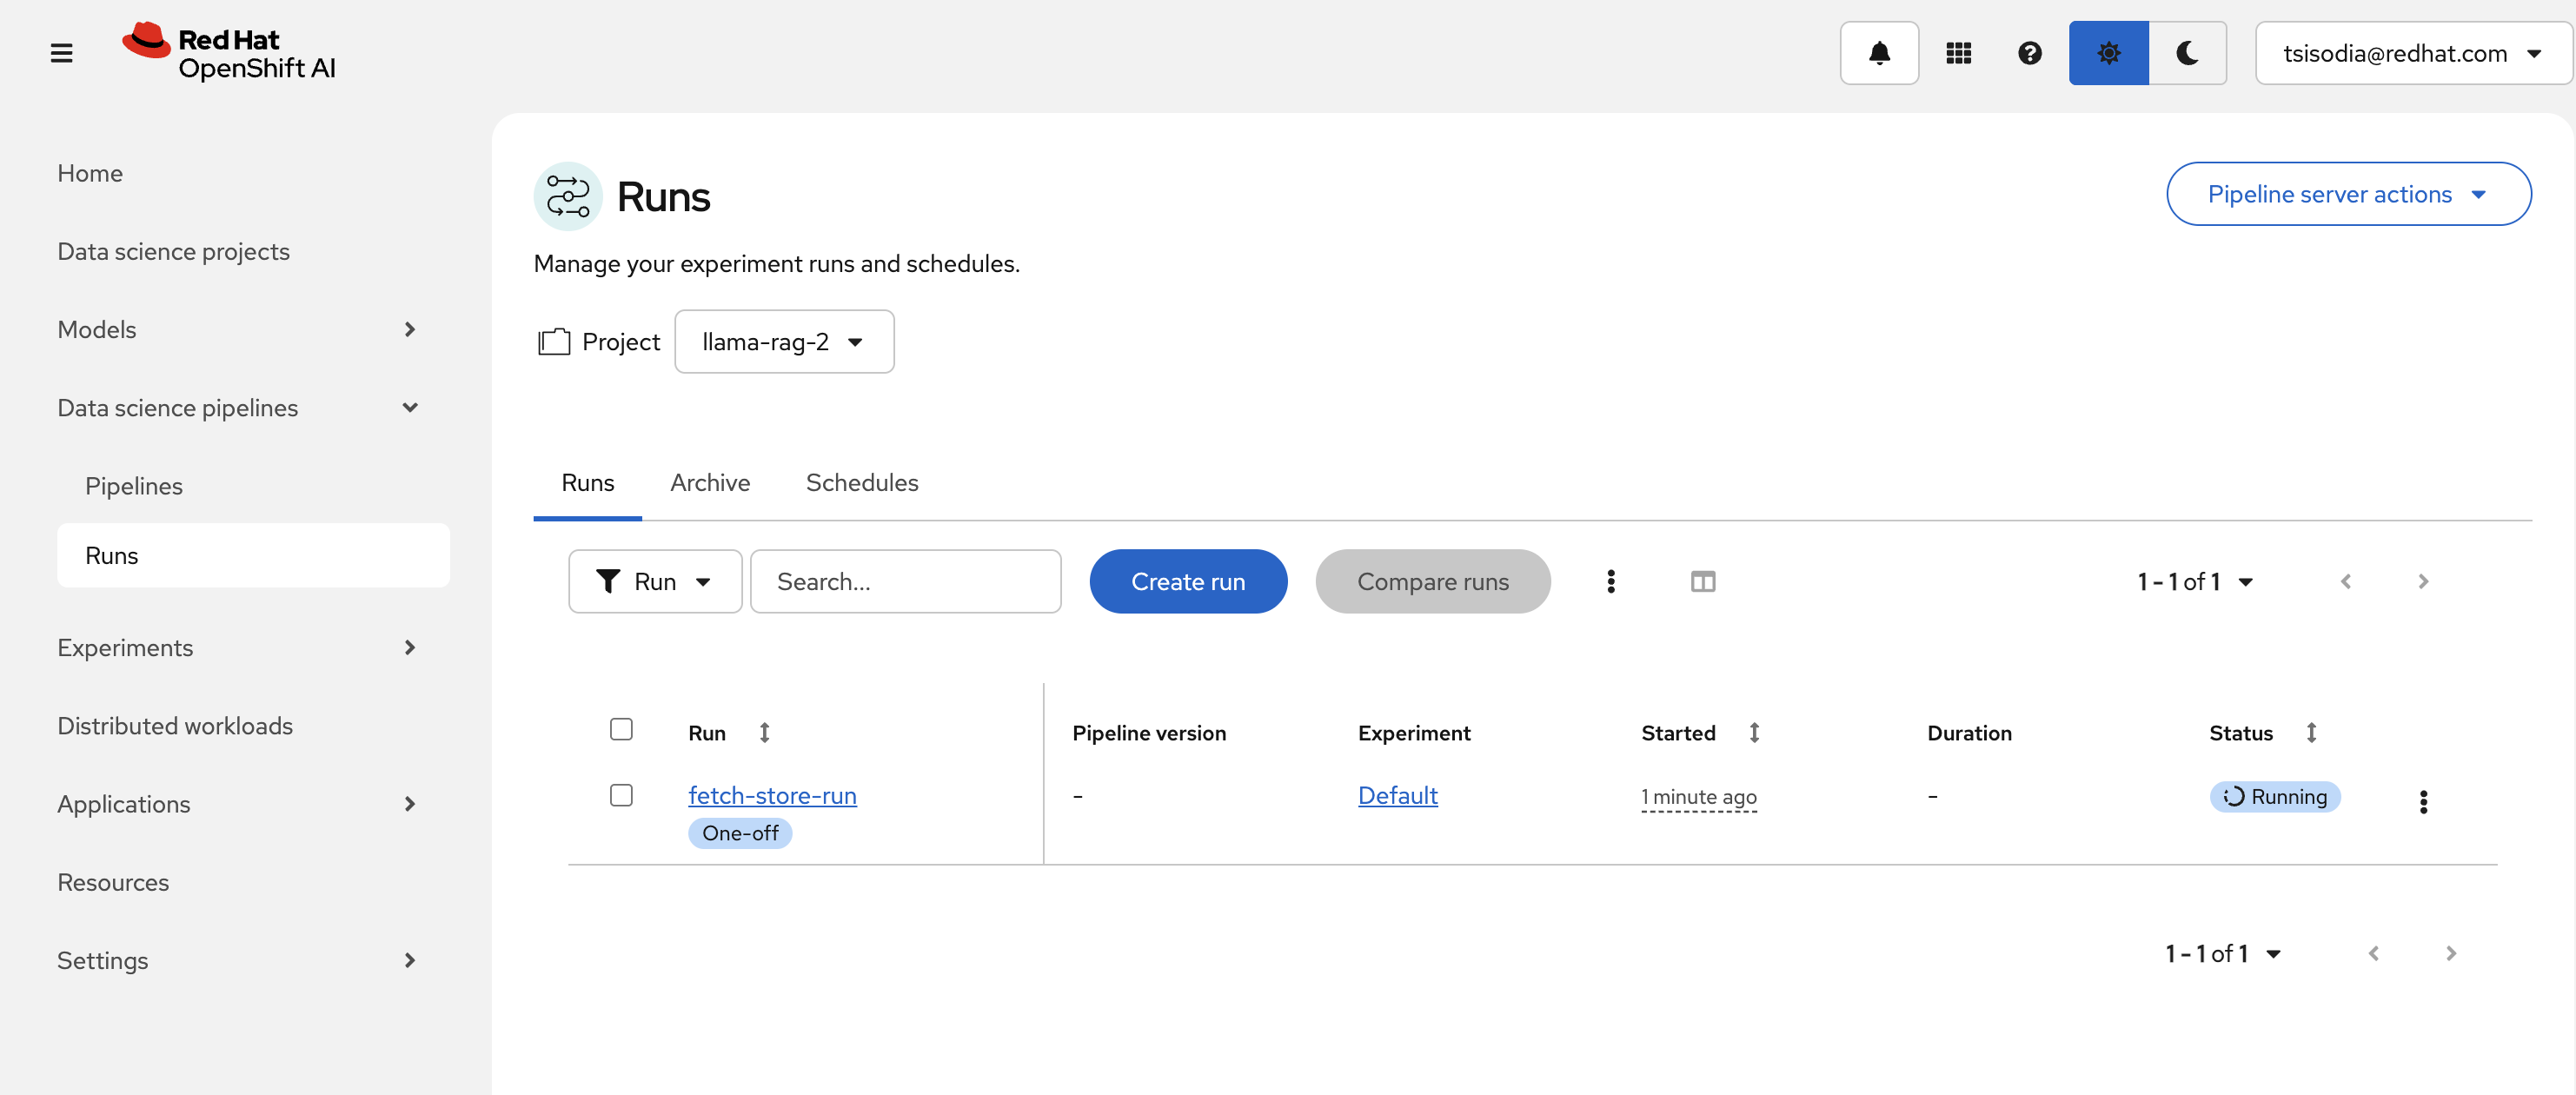 Red Hat
OpenShift AI
tsisodia@redhat.com
Home
Data science projects
Models
Data science pipelines
Pipelines
Runs
Experiments
Distributed workloads
Applications
Resources
Settings
Runs
Pipeline server actions
Manage your experiment runs and schedules.
Project llama-rag-2
Runs Archive Schedules
Run Search... Create run Compare runs 1 - 1 of 1
Run Pipeline version Experiment Started Duration Status
fetch-store-run - Default 1 minute ago - Running
One-off
1 - 1 of 1